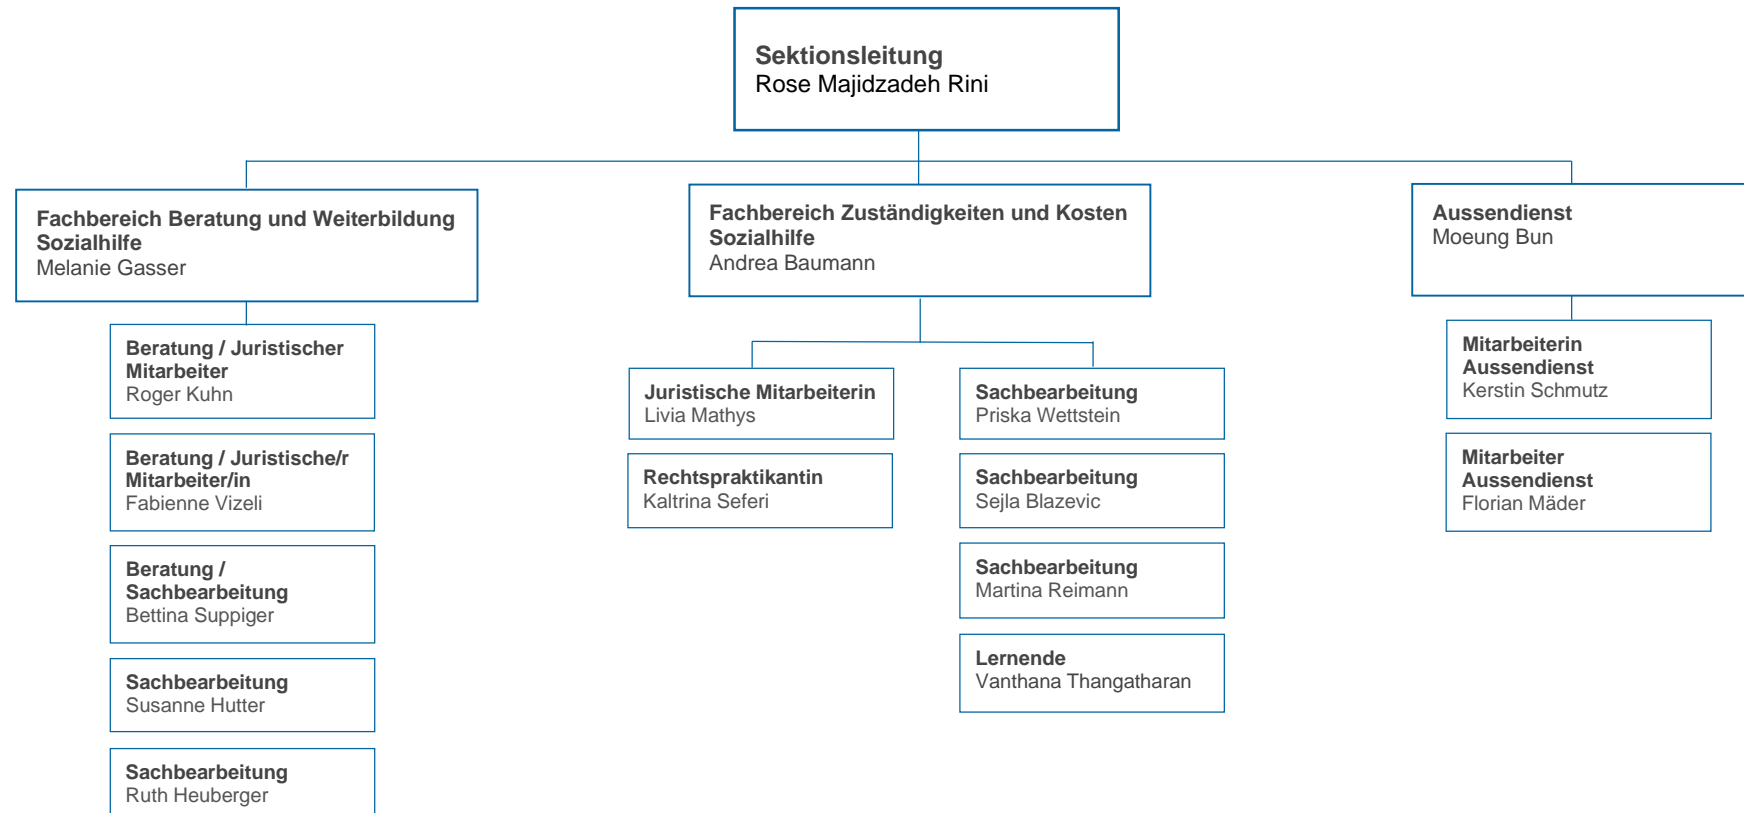 Sektionsleitung
Rose Majidzadeh Rini
Fachbereich Beratung und Weiterbildung
Sozialhilfe
Melanie Gasser
Fachbereich Zuständigkeiten und Kosten
Sozialhilfe
Andrea Baumann
Aussendienst
Moeung Bun
Beratung / Juristischer
Mitarbeiter
Roger Kuhn
Beratung / Juristische/r
Mitarbeiter/in
Fabienne Vizeli
Beratung /
Sachbearbeitung
Bettina Suppiger
Sachbearbeitung
Susanne Hutter
Sachbearbeitung
Ruth Heuberger
Juristische Mitarbeiterin
Livia Mathys
Rechtspraktikantin
Kaltrina Seferi
Sachbearbeitung
Priska Wettstein
Sachbearbeitung
Sejla Blazevic
Sachbearbeitung
Martina Reimann
Lernende
Vanthana Thangatharan
Mitarbeiterin
Aussendienst
Kerstin Schmutz
Mitarbeiter
Aussendienst
Florian Mäder